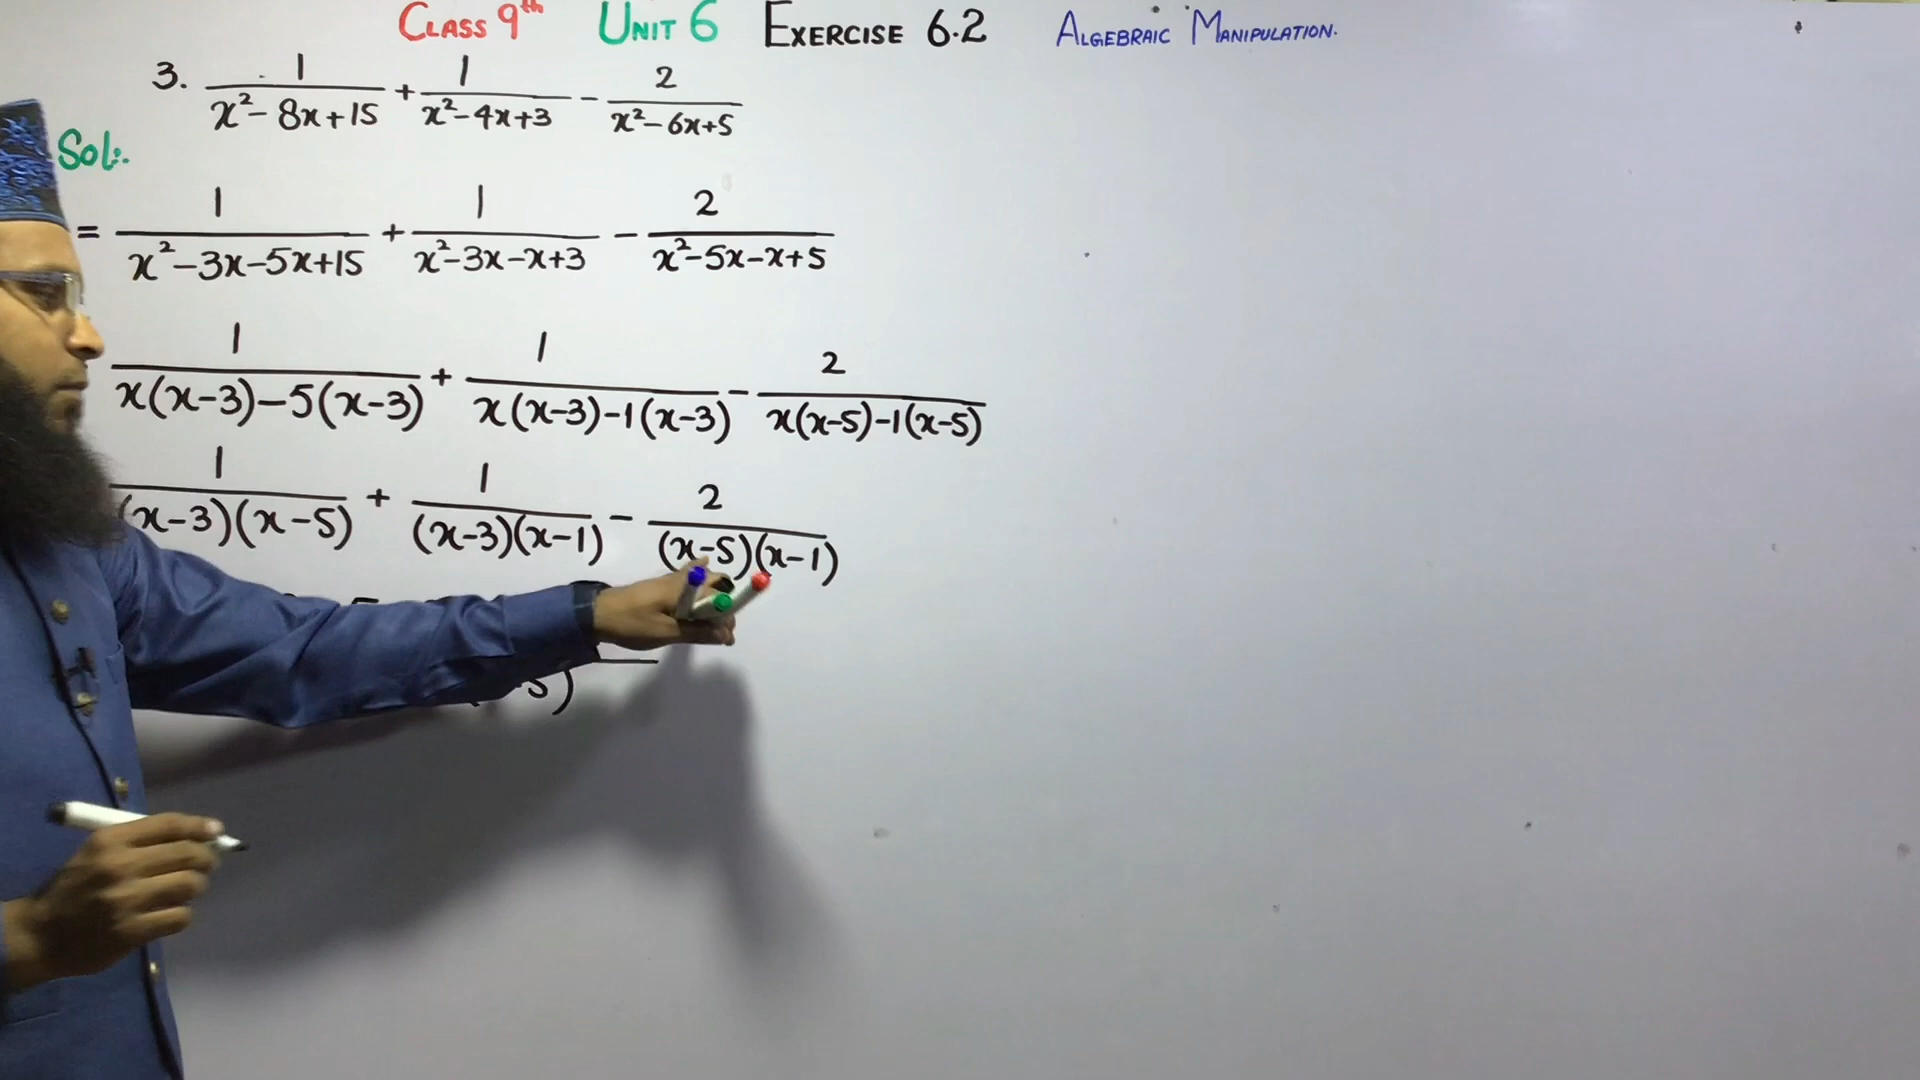 CLASS 9th UNIT 6 EXERCISE 6.2 ALGEBRAIC MANIPULATION.
3. 1/(x²-8x+15) + 1/(x²-4x+3) - 2/(x²-6x+5)
Sol:.
= 1/(x²-3x-5x+15) + 1/(x²-3x-x+3) - 2/(x²-5x-x+5)
1/(x(x-3)-5(x-3)) + 1/(x(x-3)-1(x-3)) - 2/(x(x-5)-1(x-5))
1/((x-3)(x-5)) + 1/((x-3)(x-1)) - 2/((x-5)(x-1))
-5)